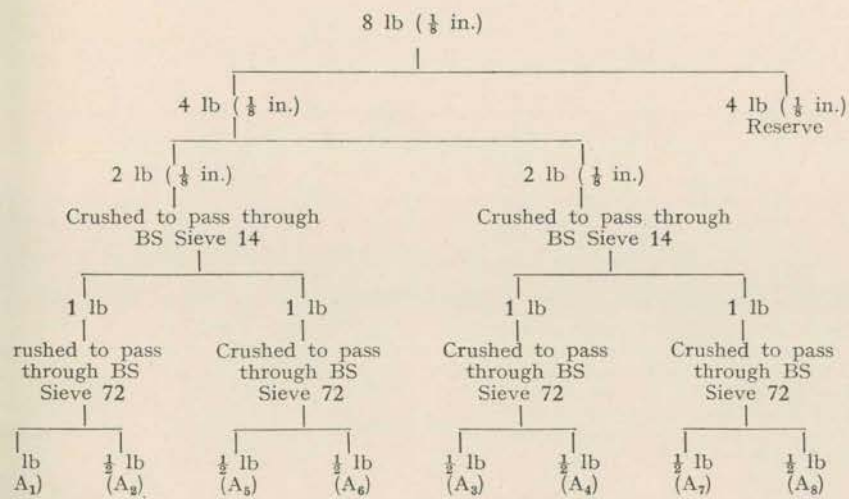 8 lb (⅛ in.)
4 lb (⅛ in.) 4 lb (⅛ in.)
Reserve
2 lb (⅛ in.) 2 lb (⅛ in.)
Crushed to pass through Crushed to pass through
BS Sieve 14 BS Sieve 14
1 lb 1 lb 1 lb 1 lb
rushed to pass Crushed to pass Crushed to pass Crushed to pass
through BS through BS through BS through BS
Sieve 72 Sieve 72 Sieve 72 Sieve 72
lb ½ lb ½ lb ½ lb ½ lb ½ lb ½ lb ½ lb
A₁) (A₂) (A₅) (A₆) (A₃) (A₄) (A₇) (A₈)